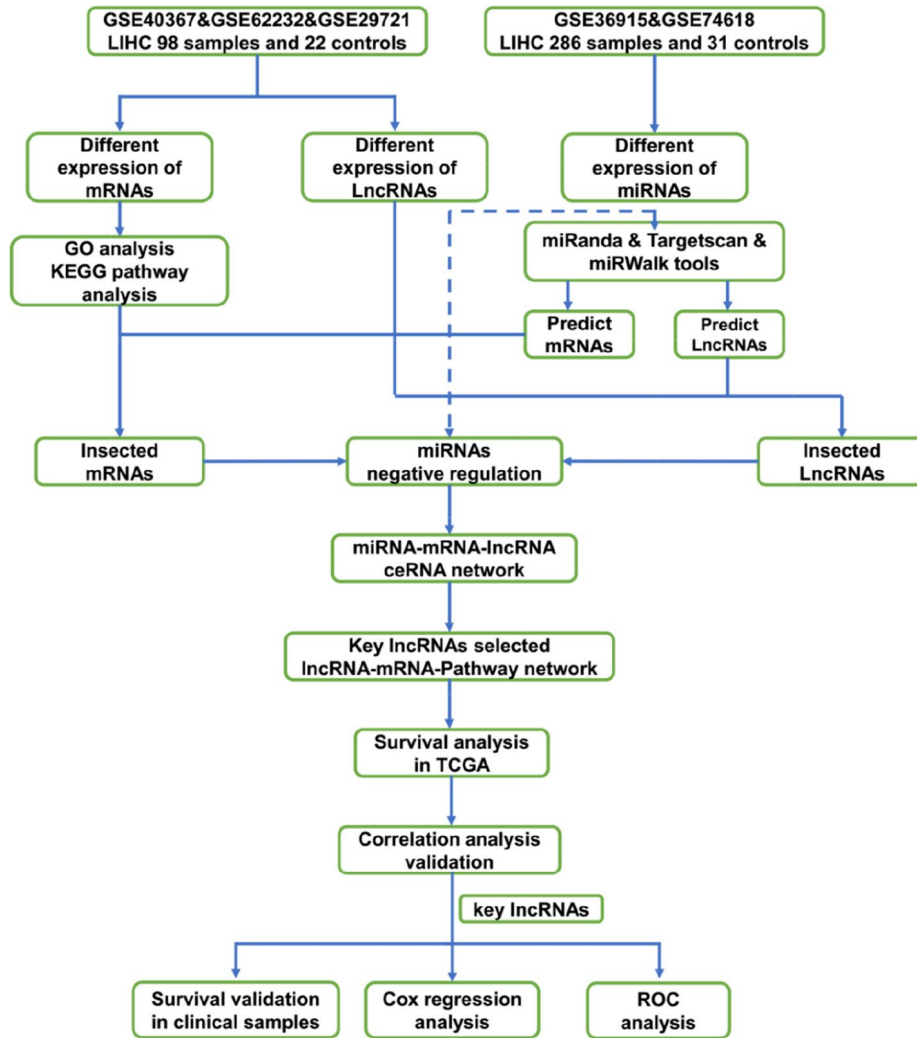 GSE40367&GSE62232&GSE29721
LIHC 98 samples and 22 controls
GSE36915&GSE74618
LIHC 286 samples and 31 controls
Different
expression of
mRNAs
Different
expression of
LncRNAs
Different
expression of
miRNAs
GO analysis
KEGG pathway
analysis
miRanda & Targetscan &
miRWalk tools
Predict
mRNAs
Predict
LncRNAs
Insected
mRNAs
miRNAs
negative regulation
Insected
LncRNAs
miRNA-mRNA-lncRNA
ceRNA network
Key lncRNAs selected
lncRNA-mRNA-Pathway network
Survival analysis
in TCGA
Correlation analysis
validation
key lncRNAs
Survival validation
in clinical samples
Cox regression
analysis
ROC
analysis